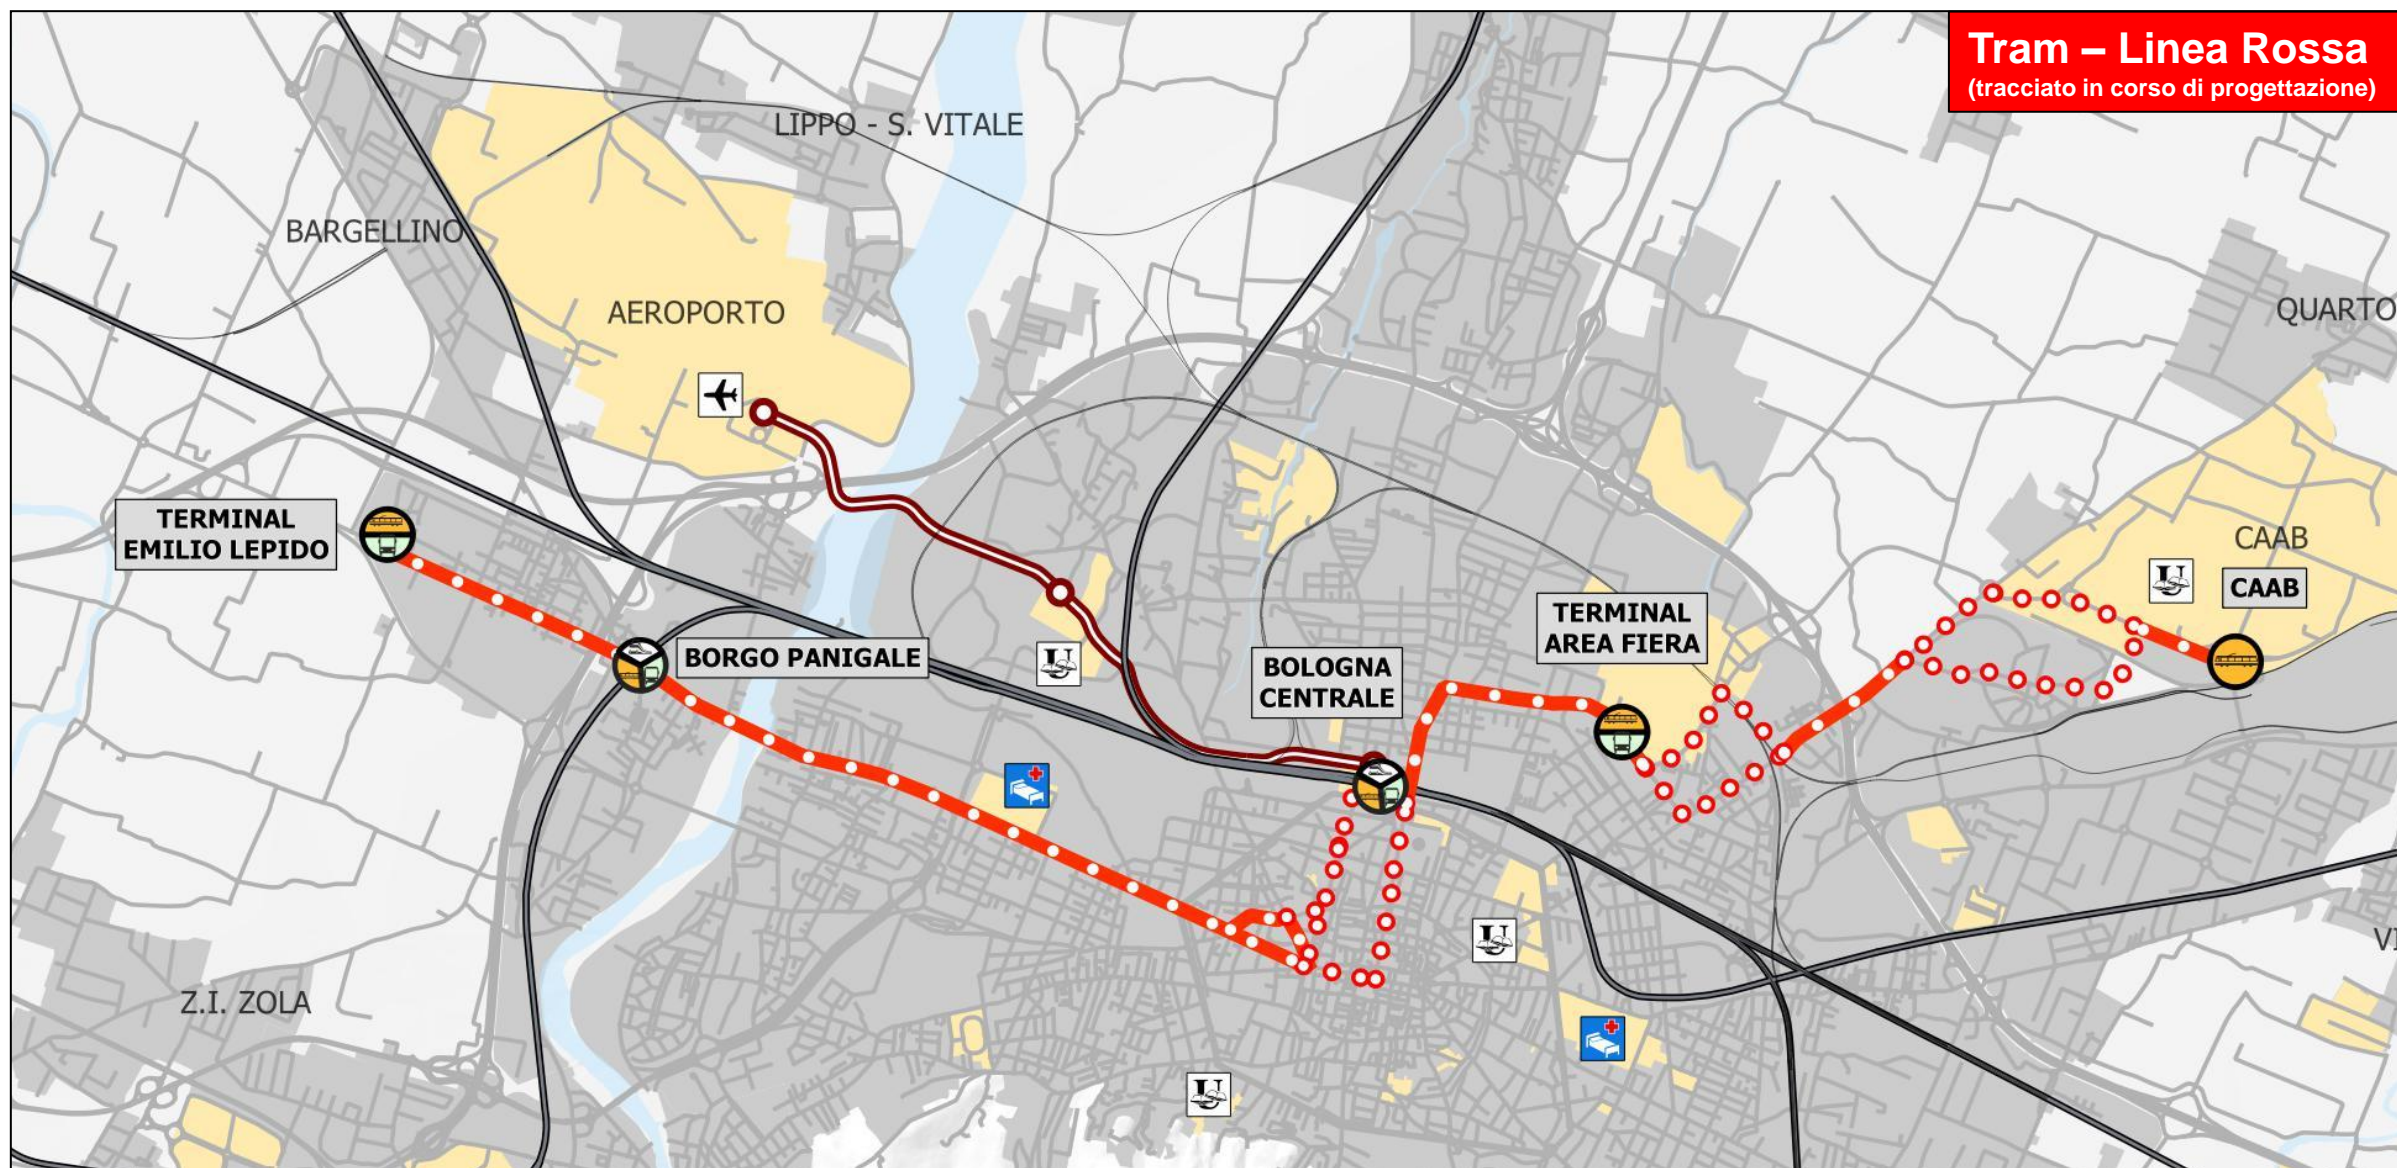 Tram – Linea Rossa
(tracciato in corso di progettazione)
LIPPO - S. VITALE
BARGELLINO
AEROPORTO
QUARTO
TERMINAL
EMILIO LEPIDO
CAAB
CAAB
TERMINAL
AREA FIERA
BORGO PANIGALE
BOLOGNA
CENTRALE
U
U
U
U
VI
Z.I. ZOLA